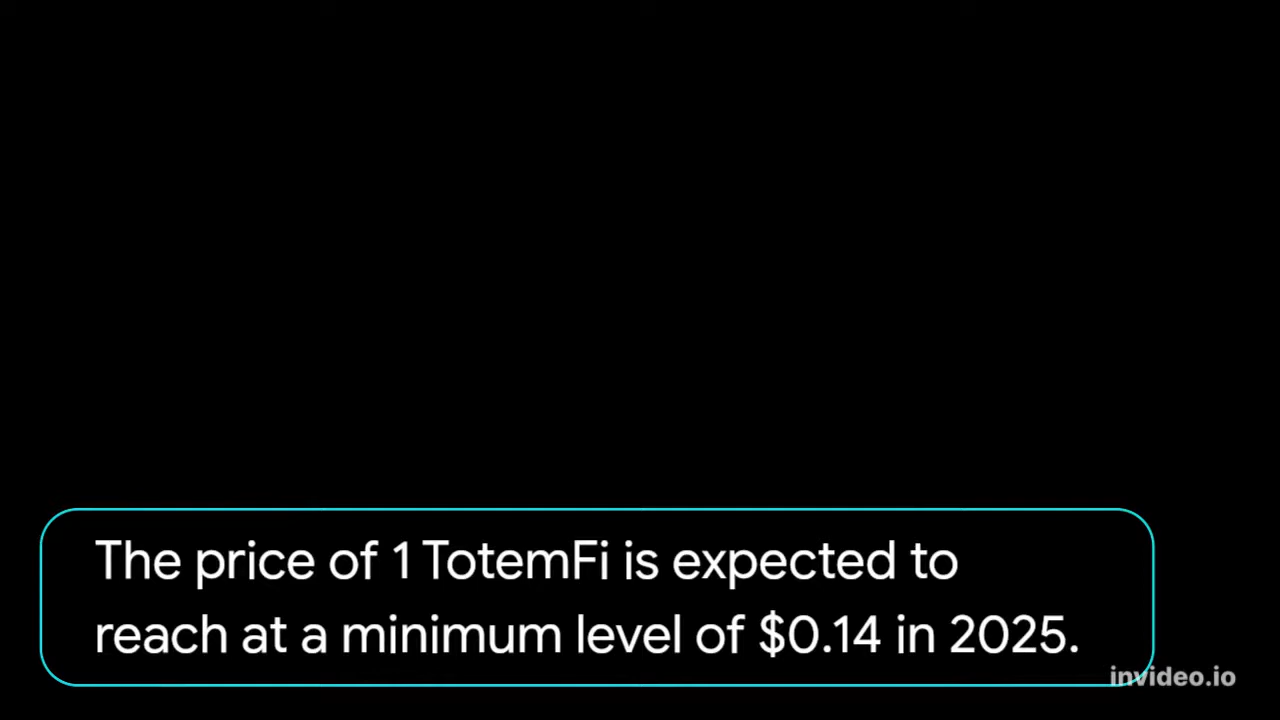 The price of 1 TotemFi is expected to
reach at a minimum level of $0.14 in 2025.
invideo.io